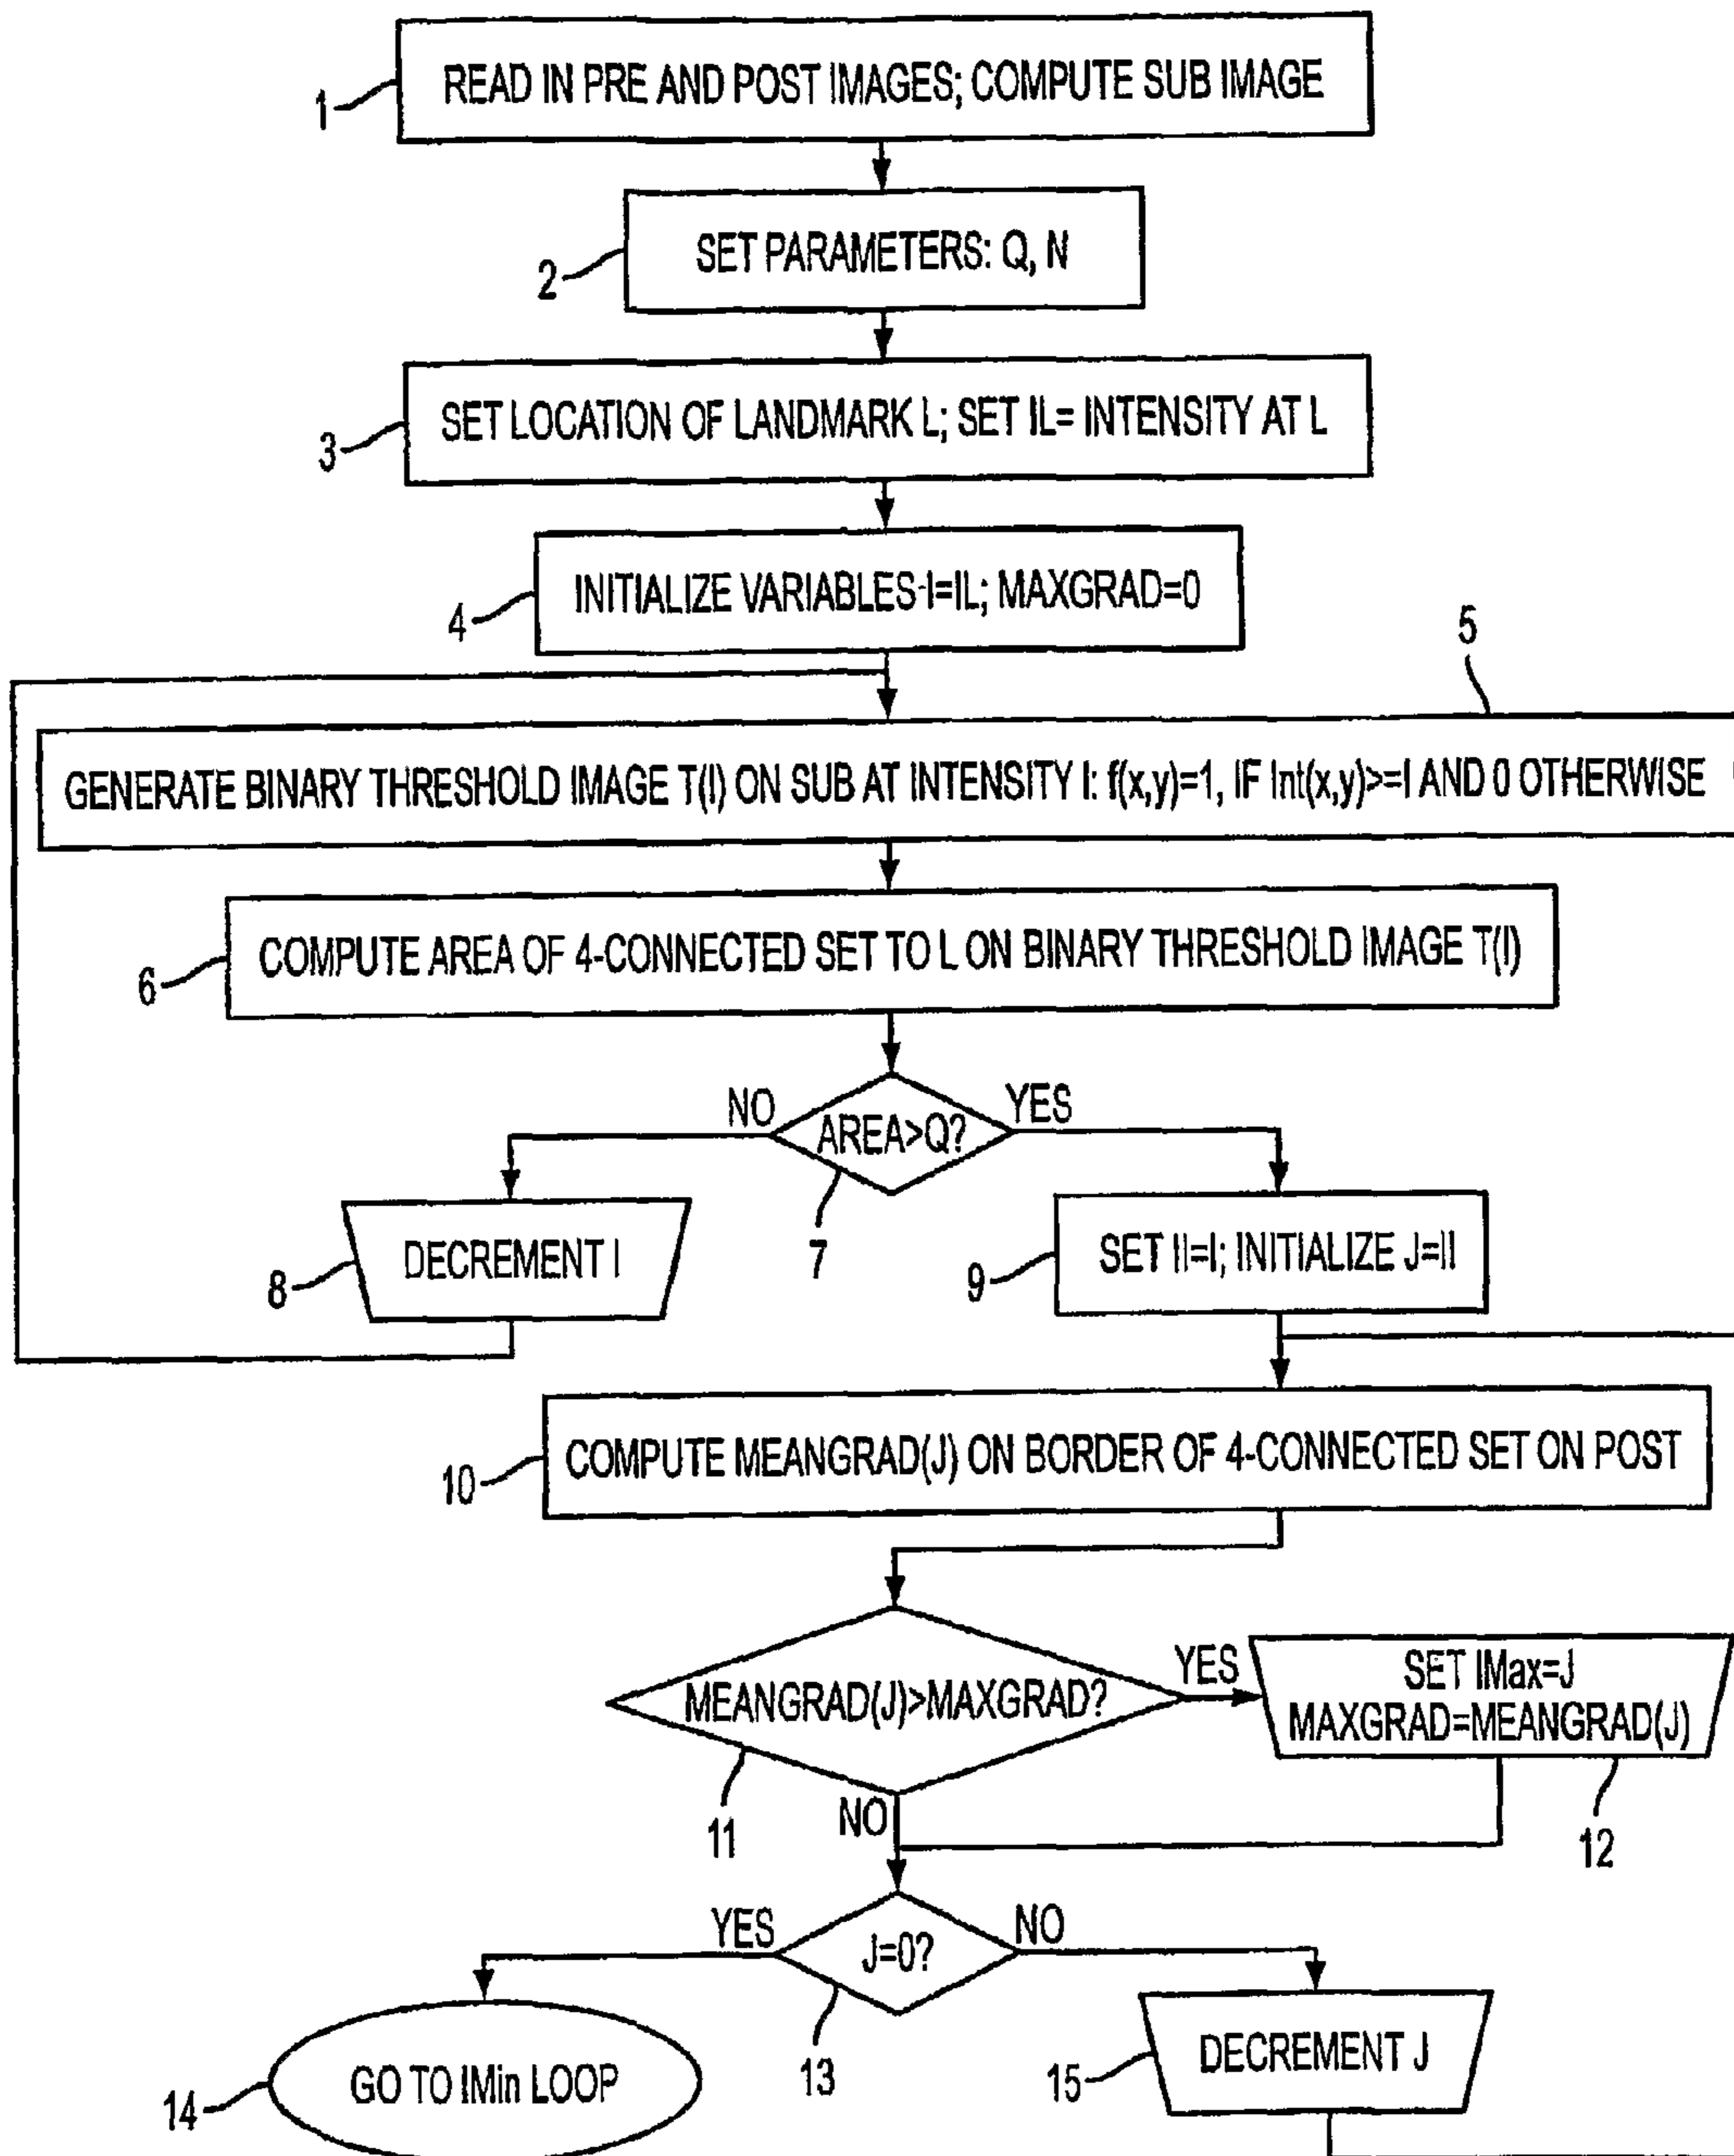 READ IN PRE AND POST IMAGES; COMPUTE SUB IMAGE
1
SET PARAMETERS: Q, N
2
SET LOCATION OF LANDMARK L; SET IL= INTENSITY AT L
3
INITIALIZE VARIABLES I=IL; MAXGRAD=0
4
5
GENERATE BINARY THRESHOLD IMAGE T(I) ON SUB AT INTENSITY I: f(x,y)=1, IF Int(x,y)>=I AND 0 OTHERWISE
COMPUTE AREA OF 4-CONNECTED SET TO L ON BINARY THRESHOLD IMAGE T(I)
6
NO
YES
AREA>Q?
7
DECREMENT I
8
SET II=I; INITIALIZE J=II
9
COMPUTE MEANGRAD(J) ON BORDER OF 4-CONNECTED SET ON POST
10
MEANGRAD(J)>MAXGRAD?
YES
SET IMax=J
MAXGRAD=MEANGRAD(J)
11
NO
12
YES
NO
J=0?
13
GO TO IMin LOOP
14
DECREMENT J
15